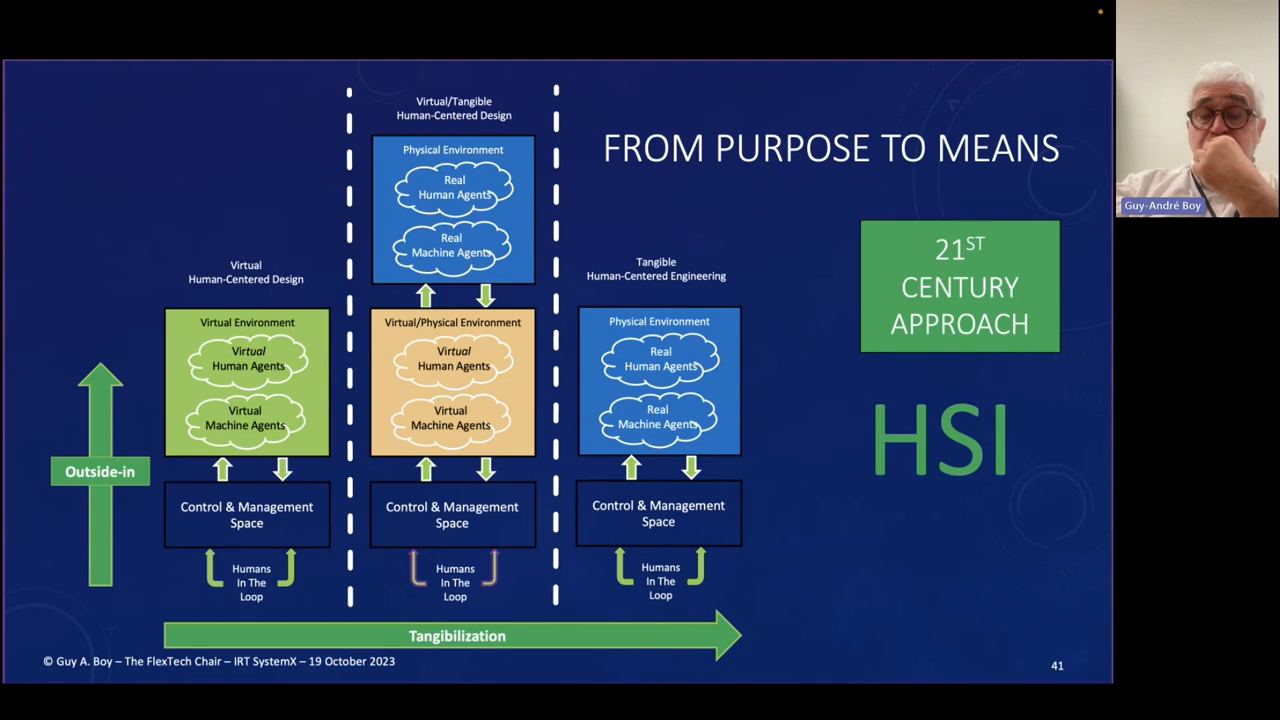 Virtual/Tangible
Human-Centered Design
FROM PURPOSE TO MEANS
Physical Environment
Real
Human Agents
Real
Machine Agents
Guy-André Boy
21ST
CENTURY
APPROACH
HSI
Virtual
Human-Centered Design
Virtual Environment
Virtual
Human Agents
Virtual
Machine Agents
Virtual/Physical Environment
Virtual
Human Agents
Virtual
Machine Agents
Tangible
Human-Centered Engineering
Physical Environment
Real
Human Agents
Real
Machine Agents
Outside-in
Control & Management
Space
Control & Management
Space
Control & Management
Space
Humans
In The
Loop
Humans
In The
Loop
Humans
In The
Loop
Tangibilization
© Guy A. Boy – The FlexTech Chair – IRT SystemX – 19 October 2023
41